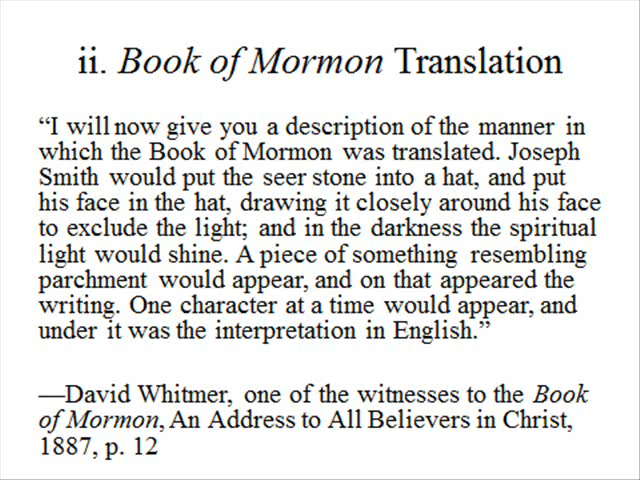 ii. Book of Mormon Translation
“I will now give you a description of the manner in
which the Book of Mormon was translated. Joseph
Smith would put the seer stone into a hat, and put
his face in the hat, drawing it closely around his face
to exclude the light; and in the darkness the spiritual
light would shine. A piece of something resembling
parchment would appear, and on that appeared the
writing. One character at a time would appear, and
under it was the interpretation in English.”
—David Whitmer, one of the witnesses to the Book
of Mormon, An Address to All Believers in Christ,
1887, p. 12